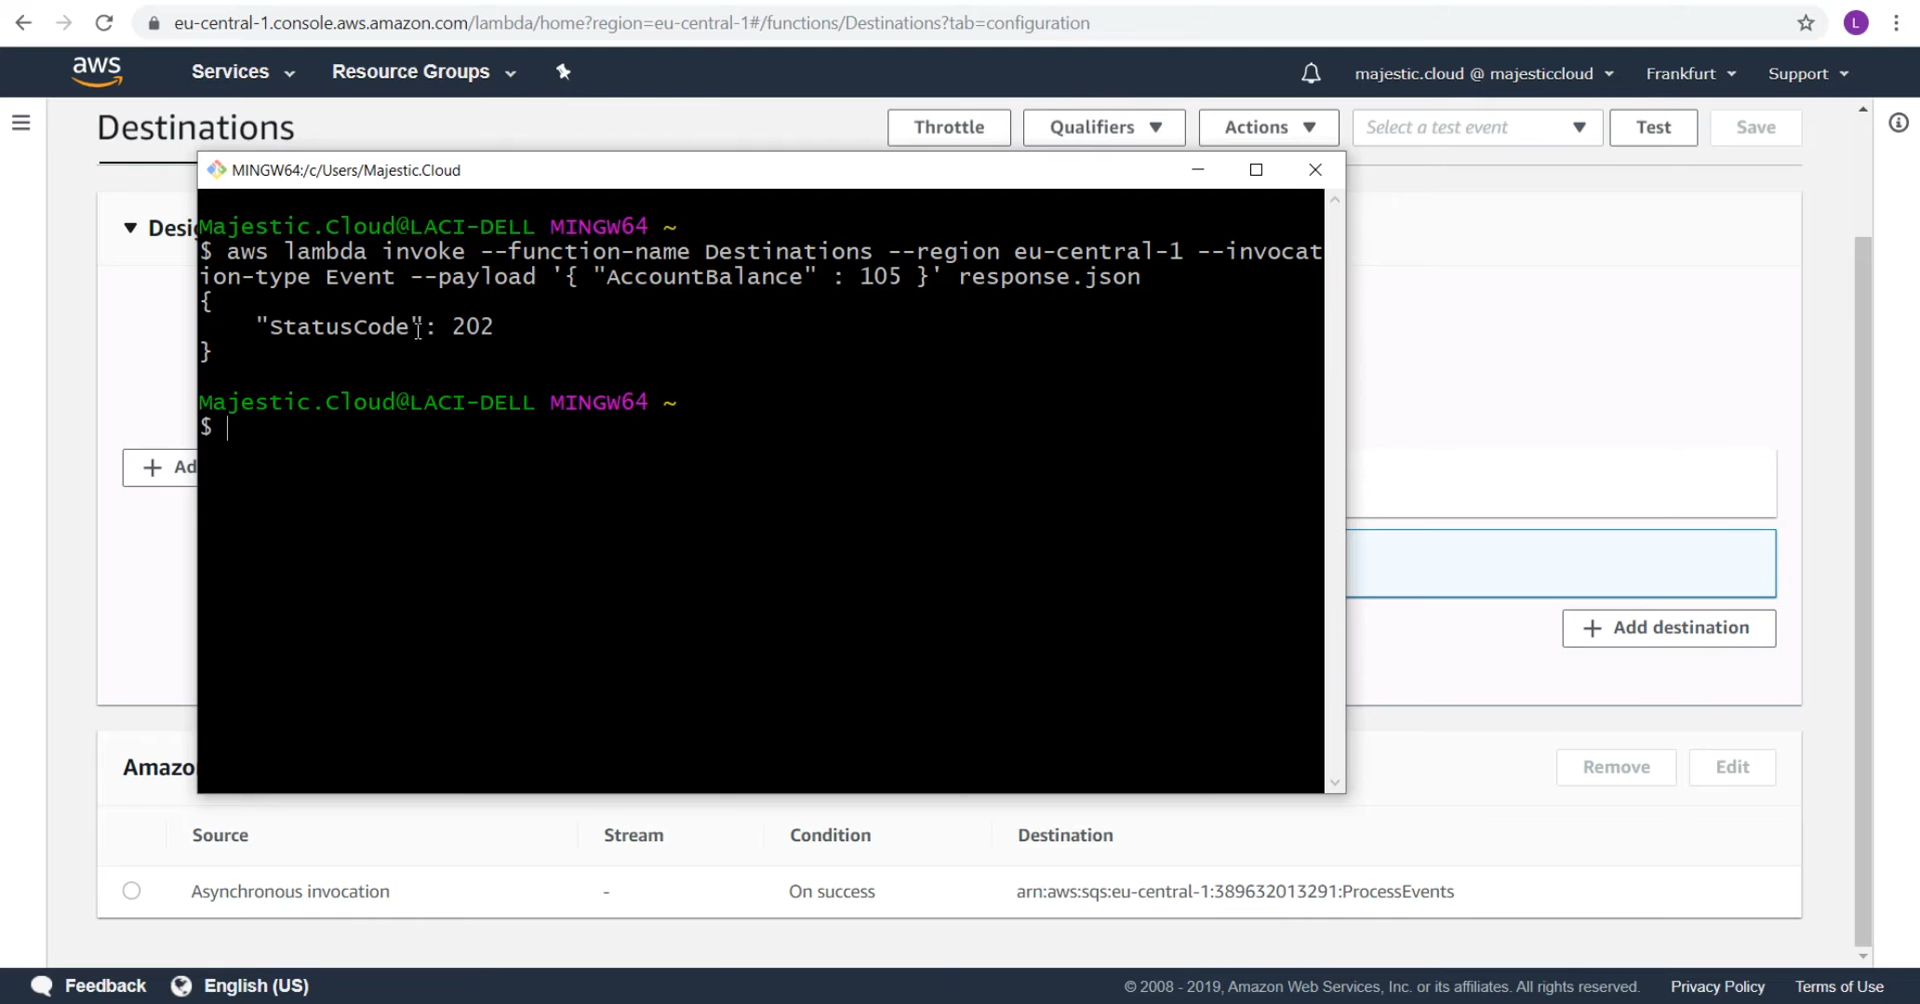 eu-central-1.console.aws.amazon.com/lambda/home?region=eu-central-1#/functions/Destinations?tab=configuration
L
aws
Services
Resource Groups
majestic.cloud @ majesticcloud
Frankfurt
Support
Destinations
Throttle
Qualifiers
Actions
Select a test event
Test
Save
MINGW64:/c/Users/Majestic.Cloud
Desi
Majestic.Cloud@LACI-DELL MINGW64 ~
$ aws lambda invoke --function-name Destinations --region eu-central-1 --invocat
ion-type Event --payload '{ "AccountBalance" : 105 }' response.json
{
"StatusCode": 202
}
Majestic.Cloud@LACI-DELL MINGW64 ~
$
+ Ad
+ Add destination
Amazo
Remove
Edit
Source
Stream
Condition
Destination
Asynchronous invocation
-
On success
arn:aws:sqs:eu-central-1:389632013291:ProcessEvents
Feedback
English (US)
© 2008 - 2019, Amazon Web Services, Inc. or its affiliates. All rights reserved.
Privacy Policy
Terms of Use